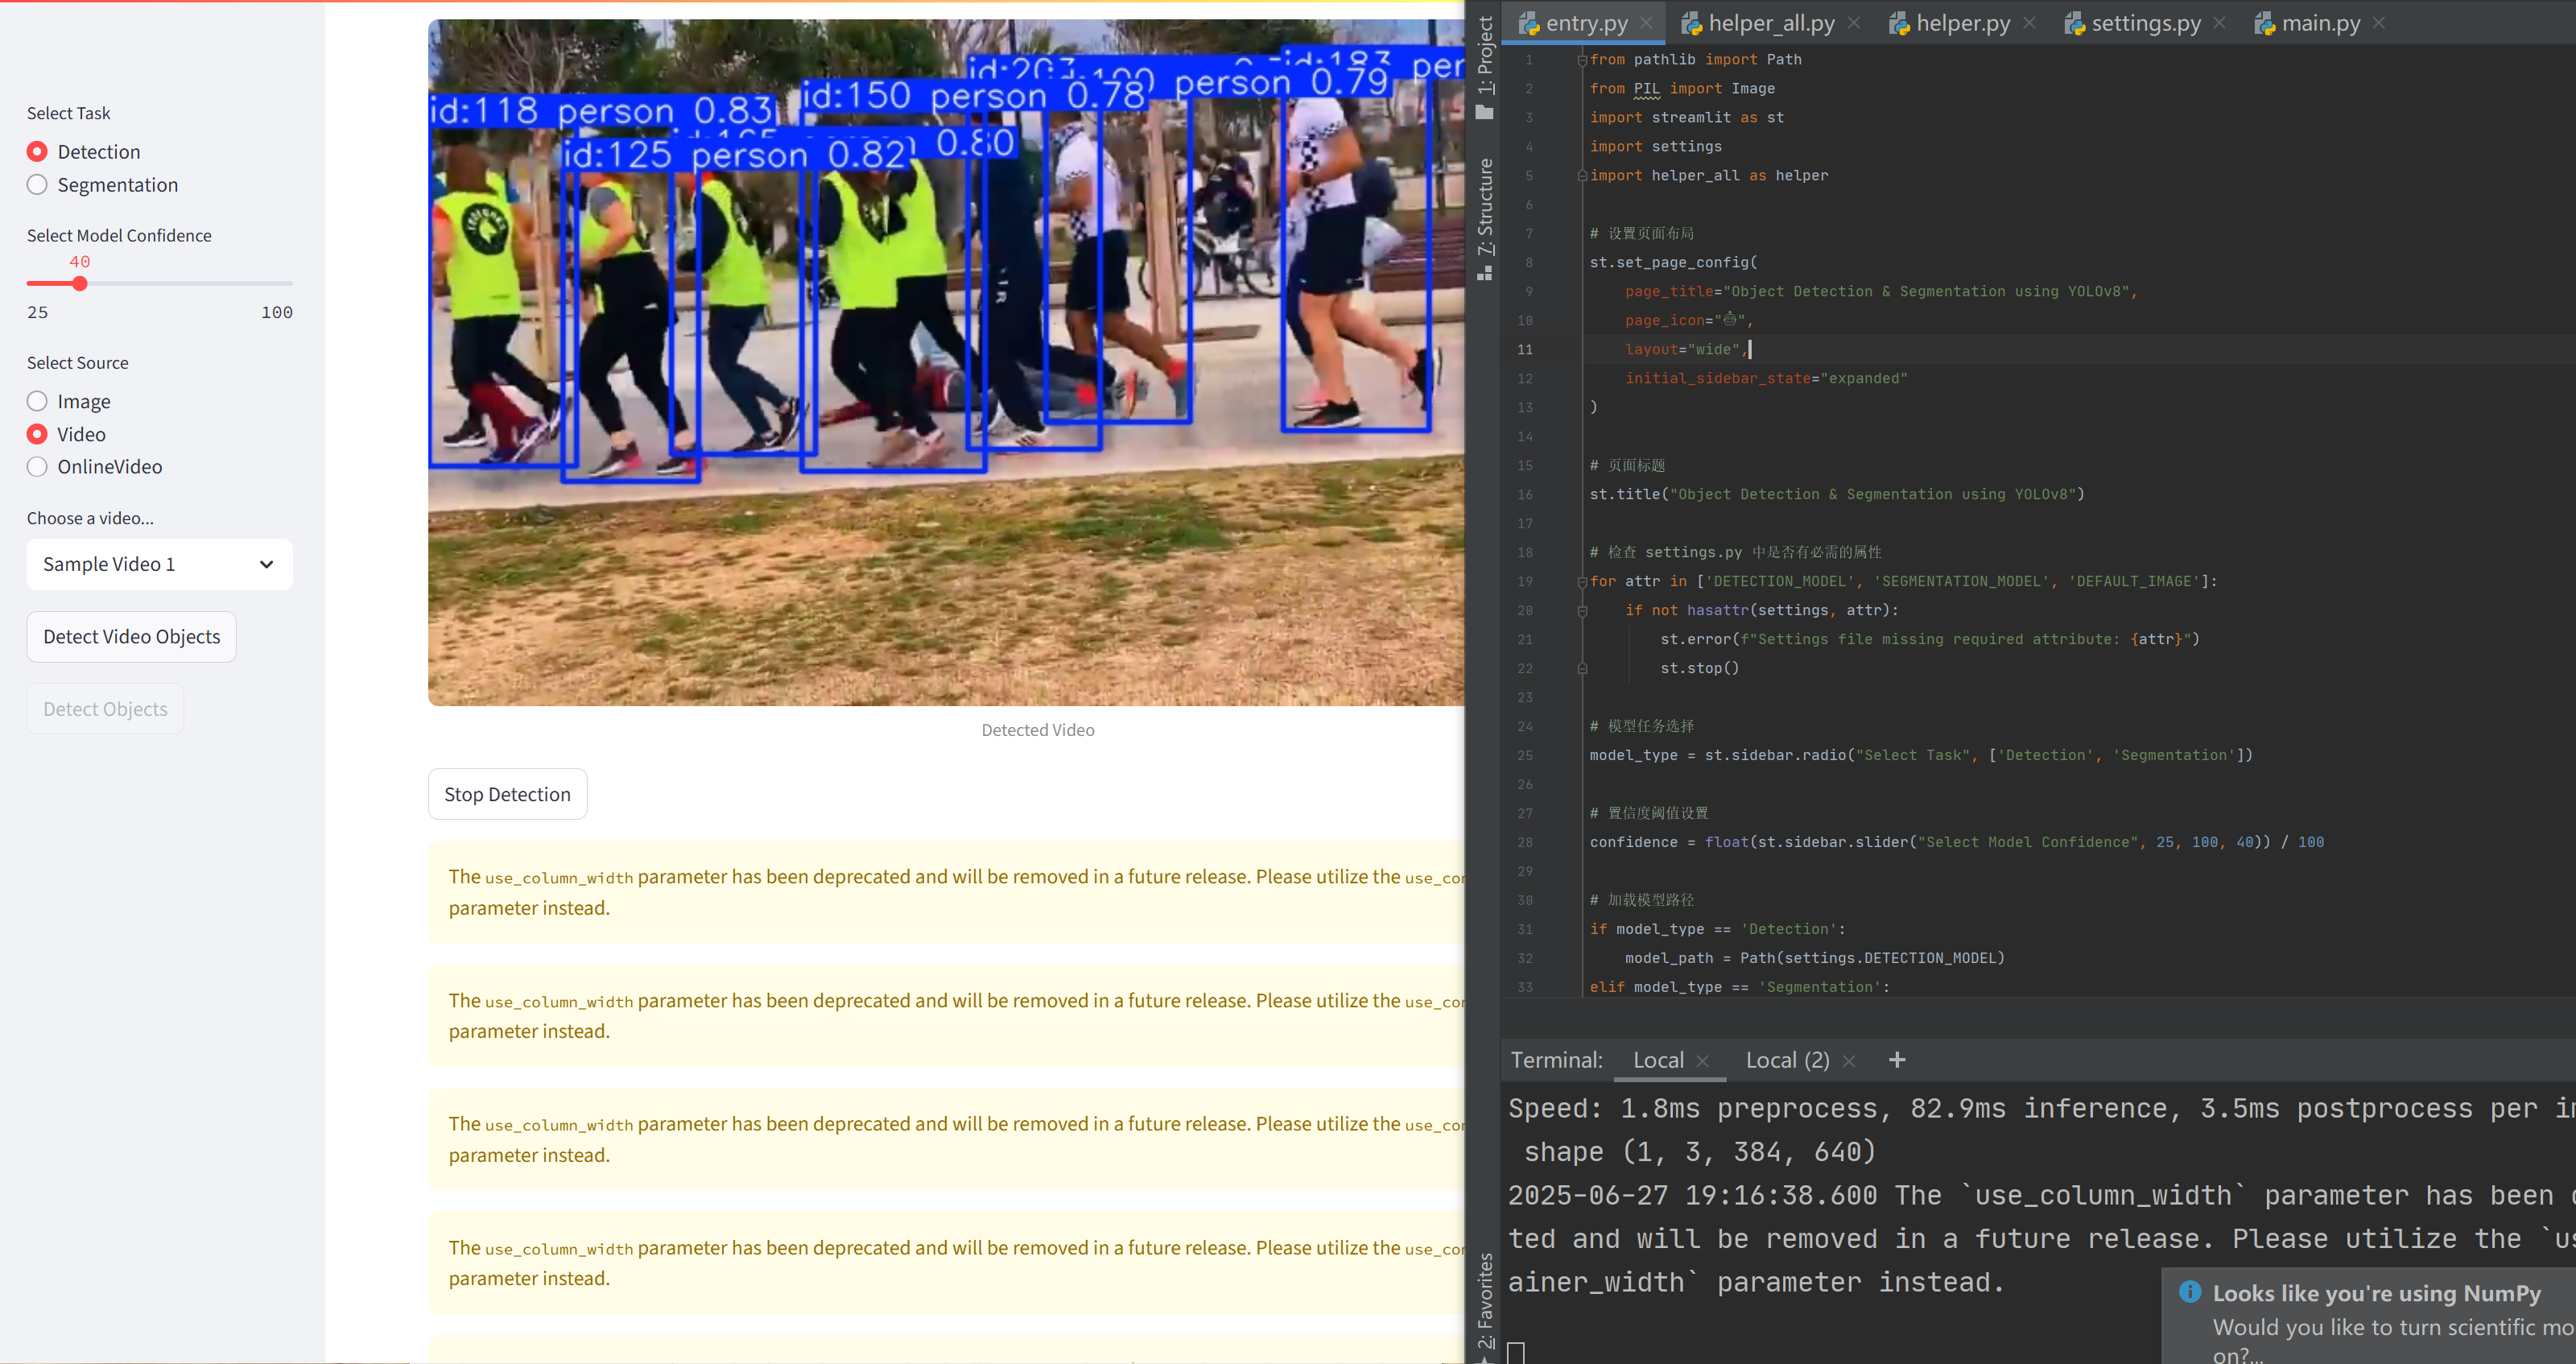 Select Task
Detection
Segmentation
Select Model Confidence
40
25 100
Select Source
Image
Video
OnlineVideo
Choose a video...
Sample Video 1
Detect Video Objects
Detect Objects
id:118 person 0.83
id:125 person 0.82
0.80
id:150 person 0.78
person 0.79
id:183 per
Detected Video
Stop Detection
The use_column_width parameter has been deprecated and will be removed in a future release. Please utilize the use_cor
parameter instead.
The use_column_width parameter has been deprecated and will be removed in a future release. Please utilize the use_cor
parameter instead.
The use_column_width parameter has been deprecated and will be removed in a future release. Please utilize the use_cor
parameter instead.
The use_column_width parameter has been deprecated and will be removed in a future release. Please utilize the use_cor
parameter instead.
1: Project
7: Structure
2: Favorites
entry.py helper_all.py helper.py settings.py main.py
1 from pathlib import Path
2 from PIL import Image
3 import streamlit as st
4 import settings
5 import helper_all as helper
6
7 # 设置页面布局
8 st.set_page_config(
9 page_title="Object Detection & Segmentation using YOLOv8",
10 page_icon="🤖",
11 layout="wide",
12 initial_sidebar_state="expanded"
13 )
14
15 # 页面标题
16 st.title("Object Detection & Segmentation using YOLOv8")
17
18 # 检查 settings.py 中是否有必需的属性
19 for attr in ['DETECTION_MODEL', 'SEGMENTATION_MODEL', 'DEFAULT_IMAGE']:
20 if not hasattr(settings, attr):
21 st.error(f"Settings file missing required attribute: {attr}")
22 st.stop()
23
24 # 模型任务选择
25 model_type = st.sidebar.radio("Select Task", ['Detection', 'Segmentation'])
26
27 # 置信度阈值设置
28 confidence = float(st.sidebar.slider("Select Model Confidence", 25, 100, 40)) / 100
29
30 # 加载模型路径
31 if model_type == 'Detection':
32 model_path = Path(settings.DETECTION_MODEL)
33 elif model_type == 'Segmentation':
Terminal: Local Local (2) +
Speed: 1.8ms preprocess, 82.9ms inference, 3.5ms postprocess per i
shape (1, 3, 384, 640)
2025-06-27 19:16:38.600 The `use_column_width` parameter has been
ted and will be removed in a future release. Please utilize the `us
ainer_width` parameter instead.
Looks like you're using NumPy
Would you like to turn scientific mo
on?...